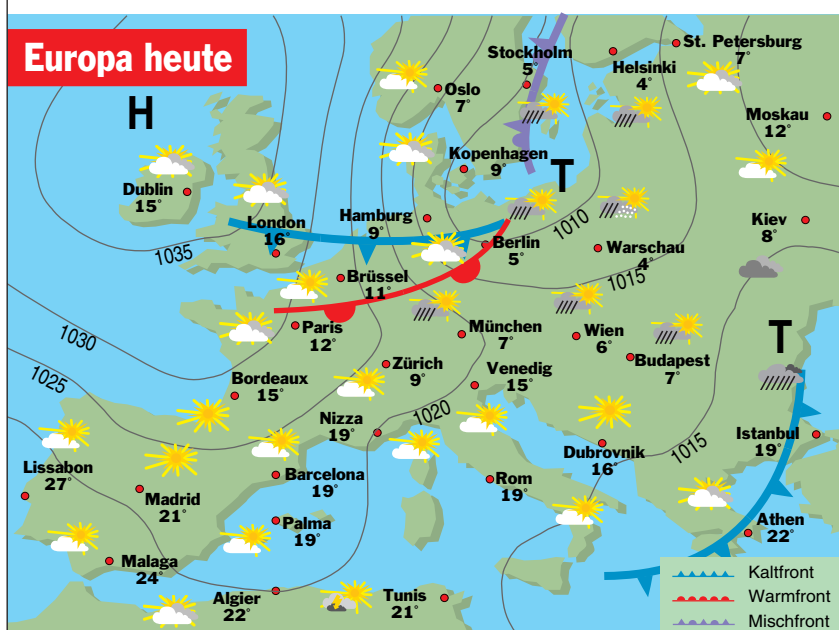 Europa heute
Stockholm
5°
St. Petersburg
7°
Helsinki
4°
Oslo
7°
H
Moskau
12°
Kopenhagen
9°
T
Dublin
15°
London
16°
Hamburg
9°
1010
Kiev
8°
Berlin
5°
Warschau
4°
1035
Brüssel
11°
1015
Paris
12°
München
7°
Wien
6°
T
1030
Budapest
7°
Zürich
9°
Venedig
15°
1025
Bordeaux
15°
Nizza
19°
1020
Dubrovnik
16°
1015
Istanbul
19°
Lissabon
27°
Madrid
21°
Barcelona
19°
Rom
19°
Palma
19°
Athen
22°
Malaga
24°
Algier
22°
Tunis
21°
Kaltfront
Warmfront
Mischfront